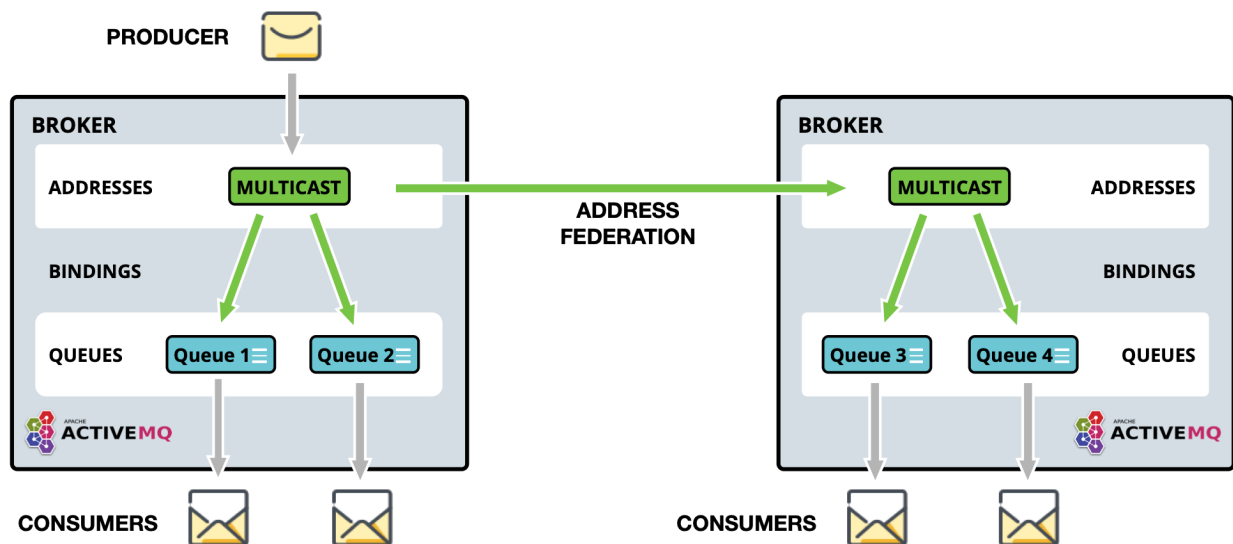 PRODUCER
BROKER
ADDRESSES
MULTICAST
BINDINGS
QUEUES
Queue 1
Queue 2
APACHE
ACTIVEMQ
CONSUMERS
ADDRESS
FEDERATION
BROKER
MULTICAST
ADDRESSES
BINDINGS
Queue 3
Queue 4
QUEUES
APACHE
ACTIVEMQ
CONSUMERS